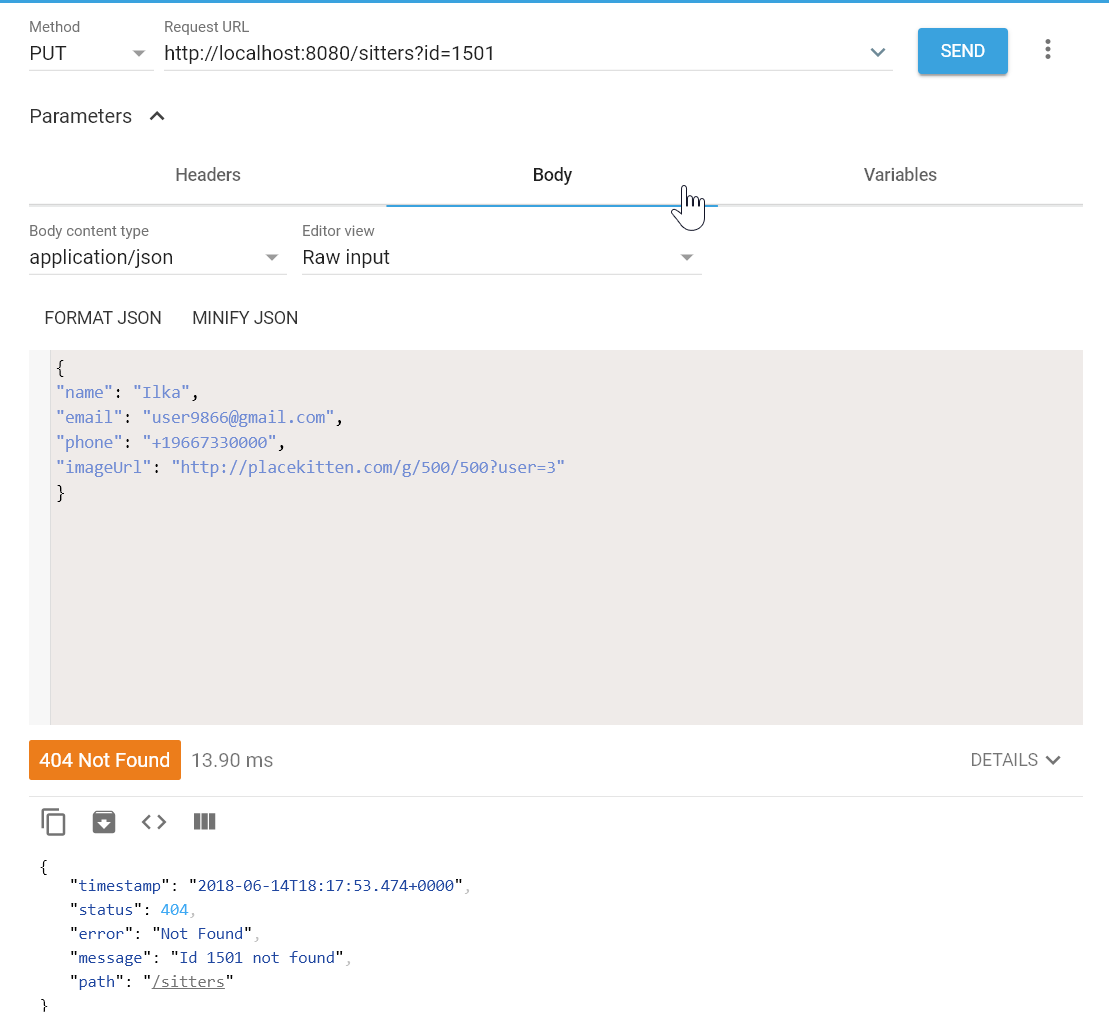 Method
Request URL
PUT
http://localhost:8080/sitters?id=1501
SEND
Parameters
Headers
Body
Variables
Body content type
Editor view
application/json
Raw input
FORMAT JSON
MINIFY JSON
{
"name": "Ilka",
"email": "user9866@gmail.com",
"phone": "+19667330000",
"imageUrl": "http://placekitten.com/g/500/500?user=3"
}
404 Not Found
13.90 ms
DETAILS
{
"timestamp": "2018-06-14T18:17:53.474+0000",
"status": 404,
"error": "Not Found",
"message": "Id 1501 not found",
"path": "/sitters"
}